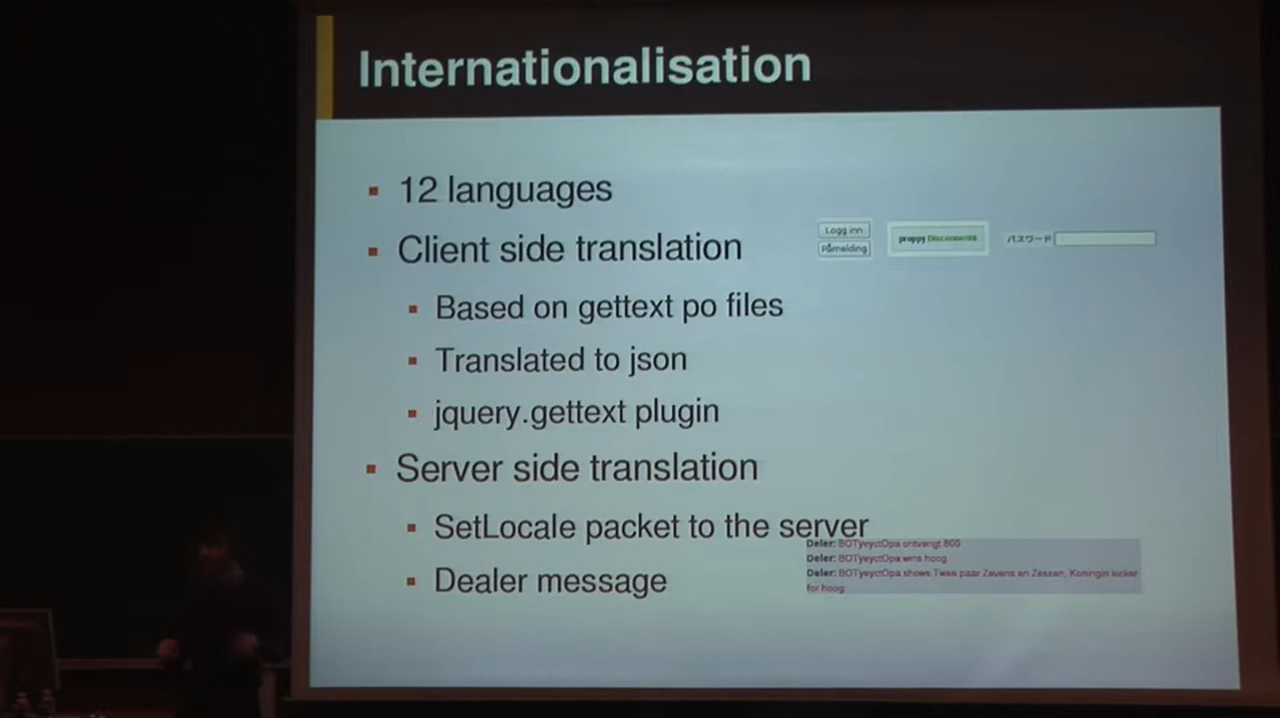 Internationalisation
12 languages
Client side translation
Logg inn
Påmelding
proppy
パスワード
Based on gettext po files
Translated to json
jquery.gettext plugin
Server side translation
SetLocale packet to the server
Deler: BOTyeyctOpa ontvangt 800
Deler: BOTyeyctOpa wins hoog
Deler: BOTyeyctOpa shows Twee paar Zevens en Zessen, Koningin kicker
for hoog
Dealer message